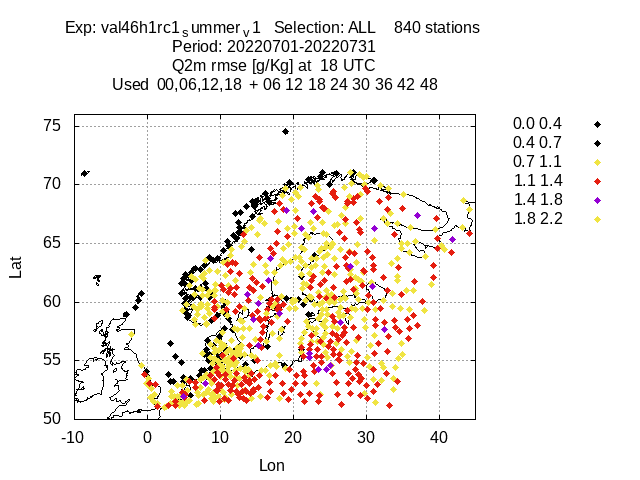 Exp: val46h1rc1summerv1 Selection: ALL 840 stations
Period: 20220701-20220731
Q2m rmse [g/Kg] at 18 UTC
Used 00,06,12,18 + 06 12 18 24 30 36 42 48
0.0 0.4
0.4 0.7
0.7 1.1
1.1 1.4
1.4 1.8
1.8 2.2
75
70
65
60
55
50
Lat
-10 0 10 20 30 40
Lon